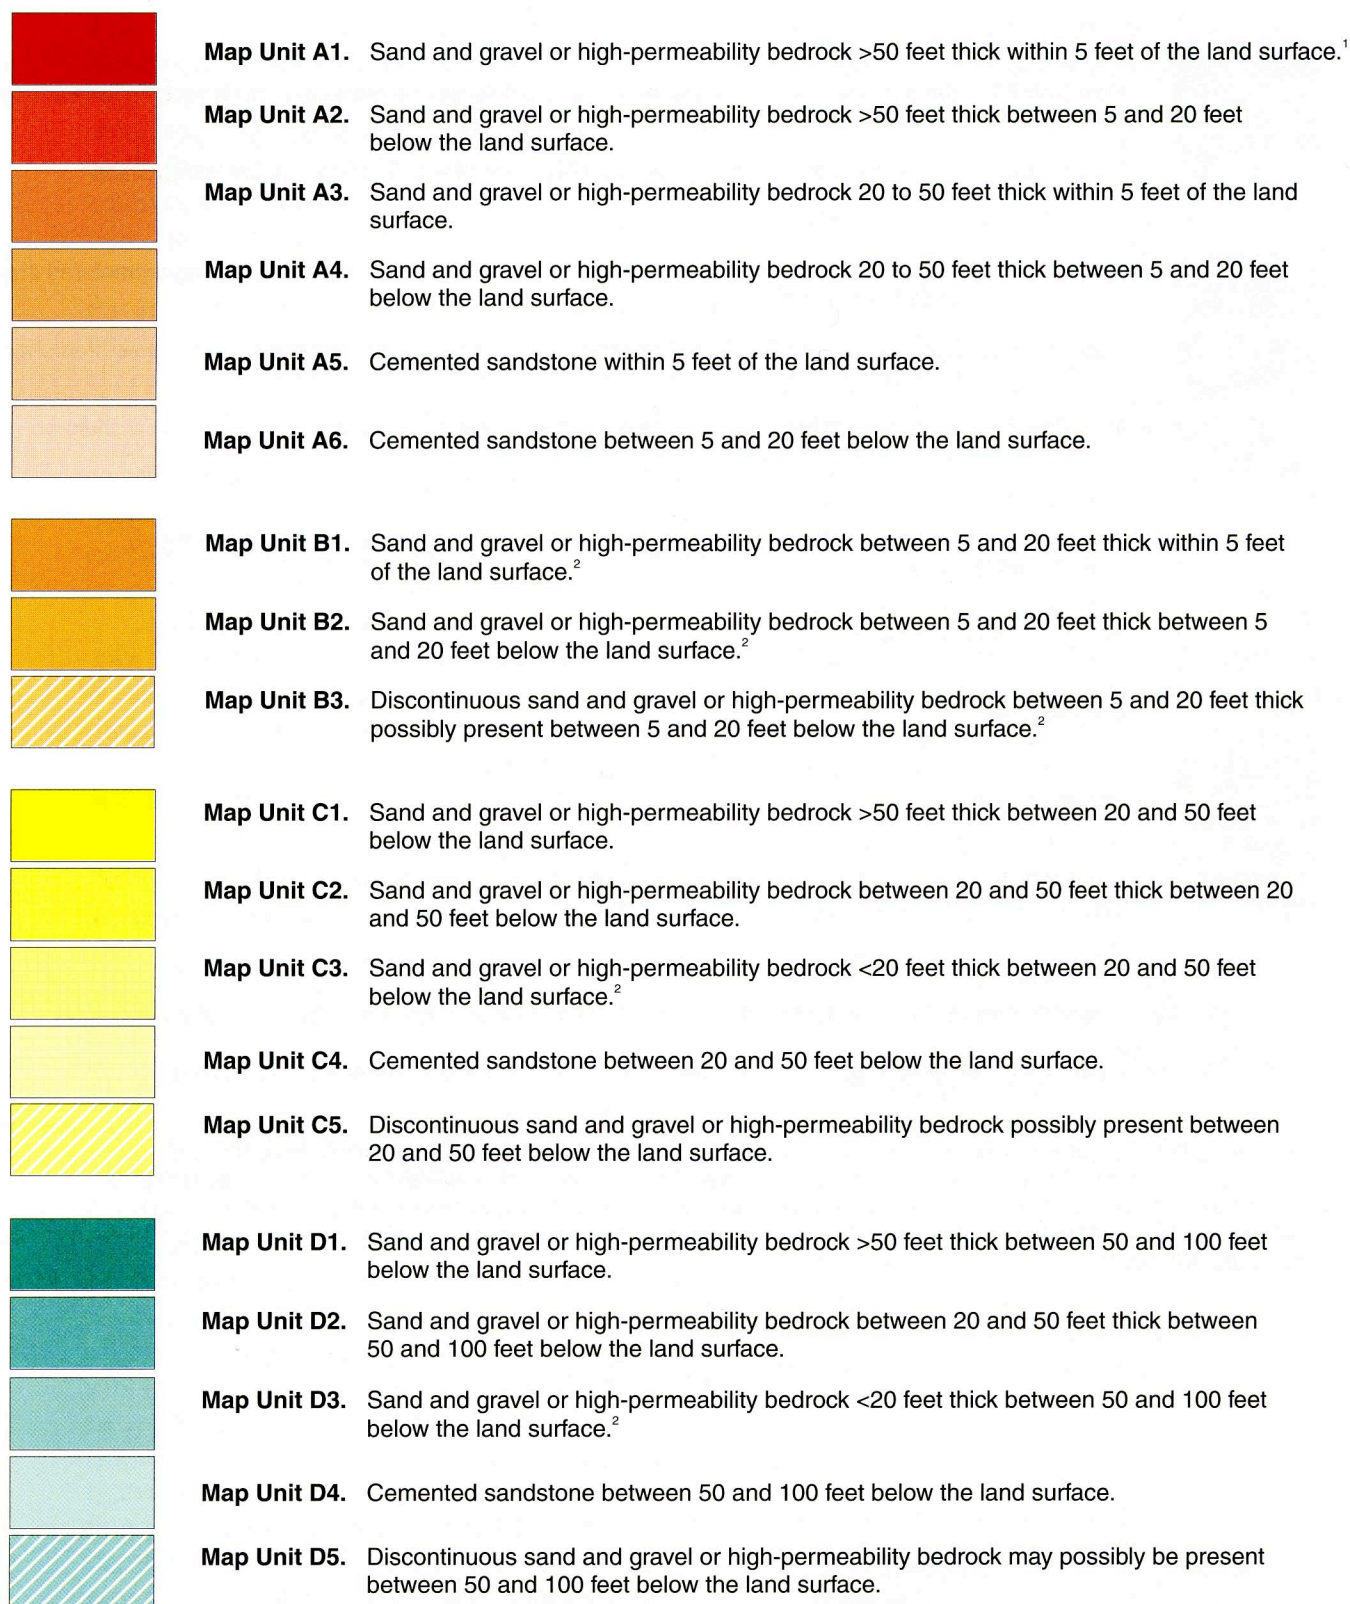 Map Unit A1. Sand and gravel or high-permeability bedrock >50 feet thick within 5 feet of the land surface.¹
Map Unit A2. Sand and gravel or high-permeability bedrock >50 feet thick between 5 and 20 feet
below the land surface.
Map Unit A3. Sand and gravel or high-permeability bedrock 20 to 50 feet thick within 5 feet of the land
surface.
Map Unit A4. Sand and gravel or high-permeability bedrock 20 to 50 feet thick between 5 and 20 feet
below the land surface.
Map Unit A5. Cemented sandstone within 5 feet of the land surface.
Map Unit A6. Cemented sandstone between 5 and 20 feet below the land surface.
Map Unit B1. Sand and gravel or high-permeability bedrock between 5 and 20 feet thick within 5 feet
of the land surface.²
Map Unit B2. Sand and gravel or high-permeability bedrock between 5 and 20 feet thick between 5
and 20 feet below the land surface.²
Map Unit B3. Discontinuous sand and gravel or high-permeability bedrock between 5 and 20 feet thick
possibly present between 5 and 20 feet below the land surface.²
Map Unit C1. Sand and gravel or high-permeability bedrock >50 feet thick between 20 and 50 feet
below the land surface.
Map Unit C2. Sand and gravel or high-permeability bedrock between 20 and 50 feet thick between 20
and 50 feet below the land surface.
Map Unit C3. Sand and gravel or high-permeability bedrock <20 feet thick between 20 and 50 feet
below the land surface.²
Map Unit C4. Cemented sandstone between 20 and 50 feet below the land surface.
Map Unit C5. Discontinuous sand and gravel or high-permeability bedrock possibly present between
20 and 50 feet below the land surface.
Map Unit D1. Sand and gravel or high-permeability bedrock >50 feet thick between 50 and 100 feet
below the land surface.
Map Unit D2. Sand and gravel or high-permeability bedrock between 20 and 50 feet thick between
50 and 100 feet below the land surface.
Map Unit D3. Sand and gravel or high-permeability bedrock <20 feet thick between 50 and 100 feet
below the land surface.²
Map Unit D4. Cemented sandstone between 50 and 100 feet below the land surface.
Map Unit D5. Discontinuous sand and gravel or high-permeability bedrock may possibly be present
between 50 and 100 feet below the land surface.